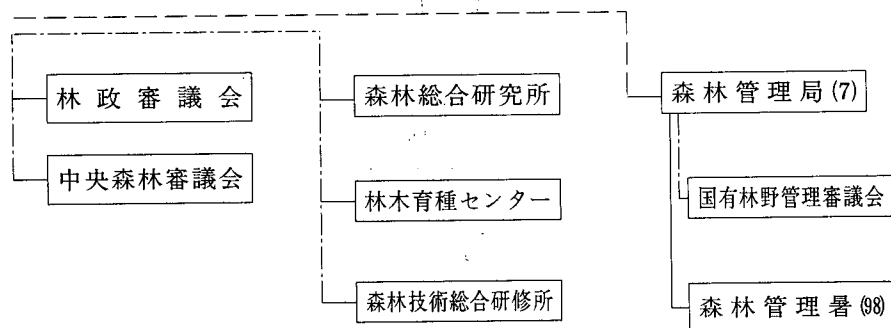 林政審議会
中央森林審議会
森林総合研究所
林木育種センター
森林技術総合研修所
森林管理局(7)
国有林野管理審議会
森林管理暑(98)